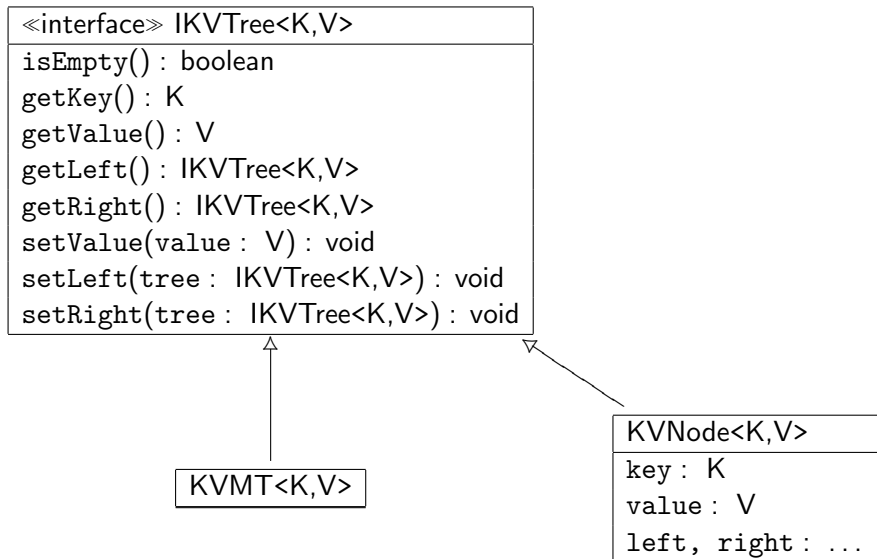 ≪interface≫ IKVTree<K,V>
isEmpty() : boolean
getKey() : K
getValue() : V
getLeft() : IKVTree<K,V>
getRight() : IKVTree<K,V>
setValue(value : V) : void
setLeft(tree : IKVTree<K,V>) : void
setRight(tree : IKVTree<K,V>) : void
KVMT<K,V>
KVNode<K,V>
key : K
value : V
left, right : ...